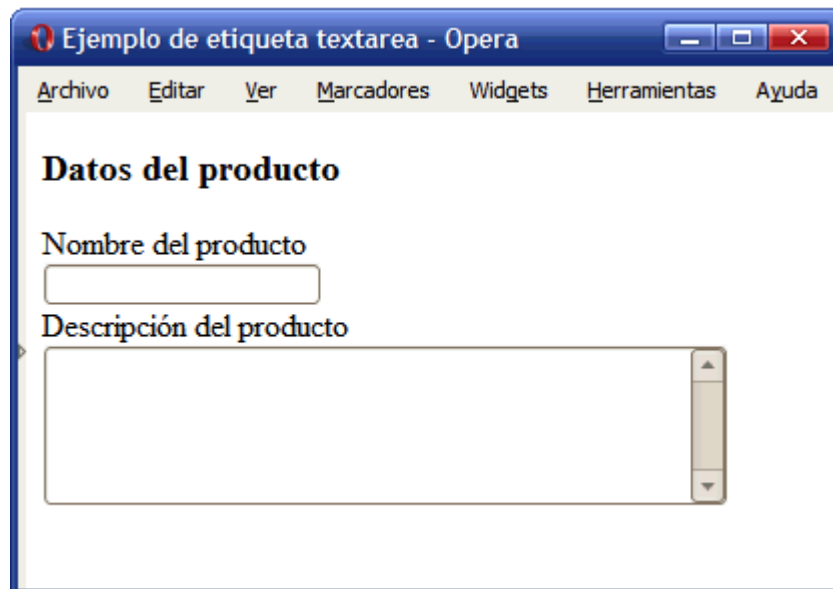 Ejemplo de etiqueta textarea - Opera
Archivo Editar Ver Marcadores Widgets Herramientas Ayuda
Datos del producto
Nombre del producto
Descripción del producto